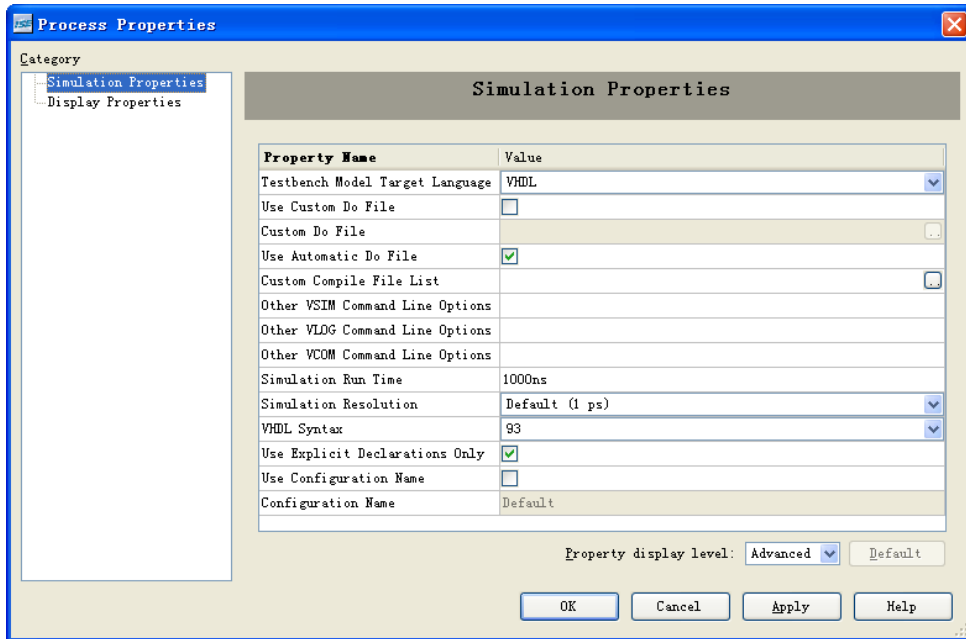 ISE Process Properties
Category
Simulation Properties
Display Properties
Simulation Properties
Property Name Value
Testbench Model Target Language VHDL
Use Custom Do File
Custom Do File ..
Use Automatic Do File
Custom Compile File List ..
Other VSIM Command Line Options
Other VLOG Command Line Options
Other VCOM Command Line Options
Simulation Run Time 1000ns
Simulation Resolution Default (1 ps)
VHDL Syntax 93
Use Explicit Declarations Only
Use Configuration Name
Configuration Name Default
Property display level: Advanced Default
OK Cancel Apply Help